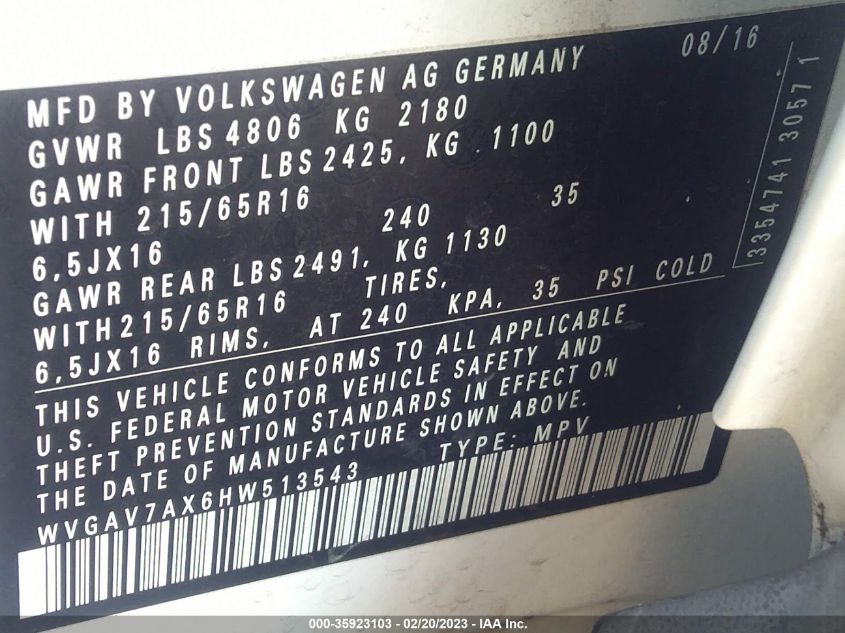 08/16
MFD BY VOLKSWAGEN AG GERMANY
GVWR LBS 4806 KG 2180
GAWR FRONT LBS 2425, KG 1100
WITH 215/65R16
6,5JX16 240 35
GAWR REAR LBS 2491, KG 1130
WITH 215/65R16 TIRES,
6,5JX16 RIMS, AT 240 KPA, 35 PSI COLD
THIS VEHICLE CONFORMS TO ALL APPLICABLE
U.S. FEDERAL MOTOR VEHICLE SAFETY AND
THEFT PREVENTION STANDARDS IN EFFECT ON
THE DATE OF MANUFACTURE SHOWN ABOVE.
WVGAV7AX6HW513543 TYPE: MPV
3354741 3057 1
000-35923103 - 02/20/2023 - IAA Inc.